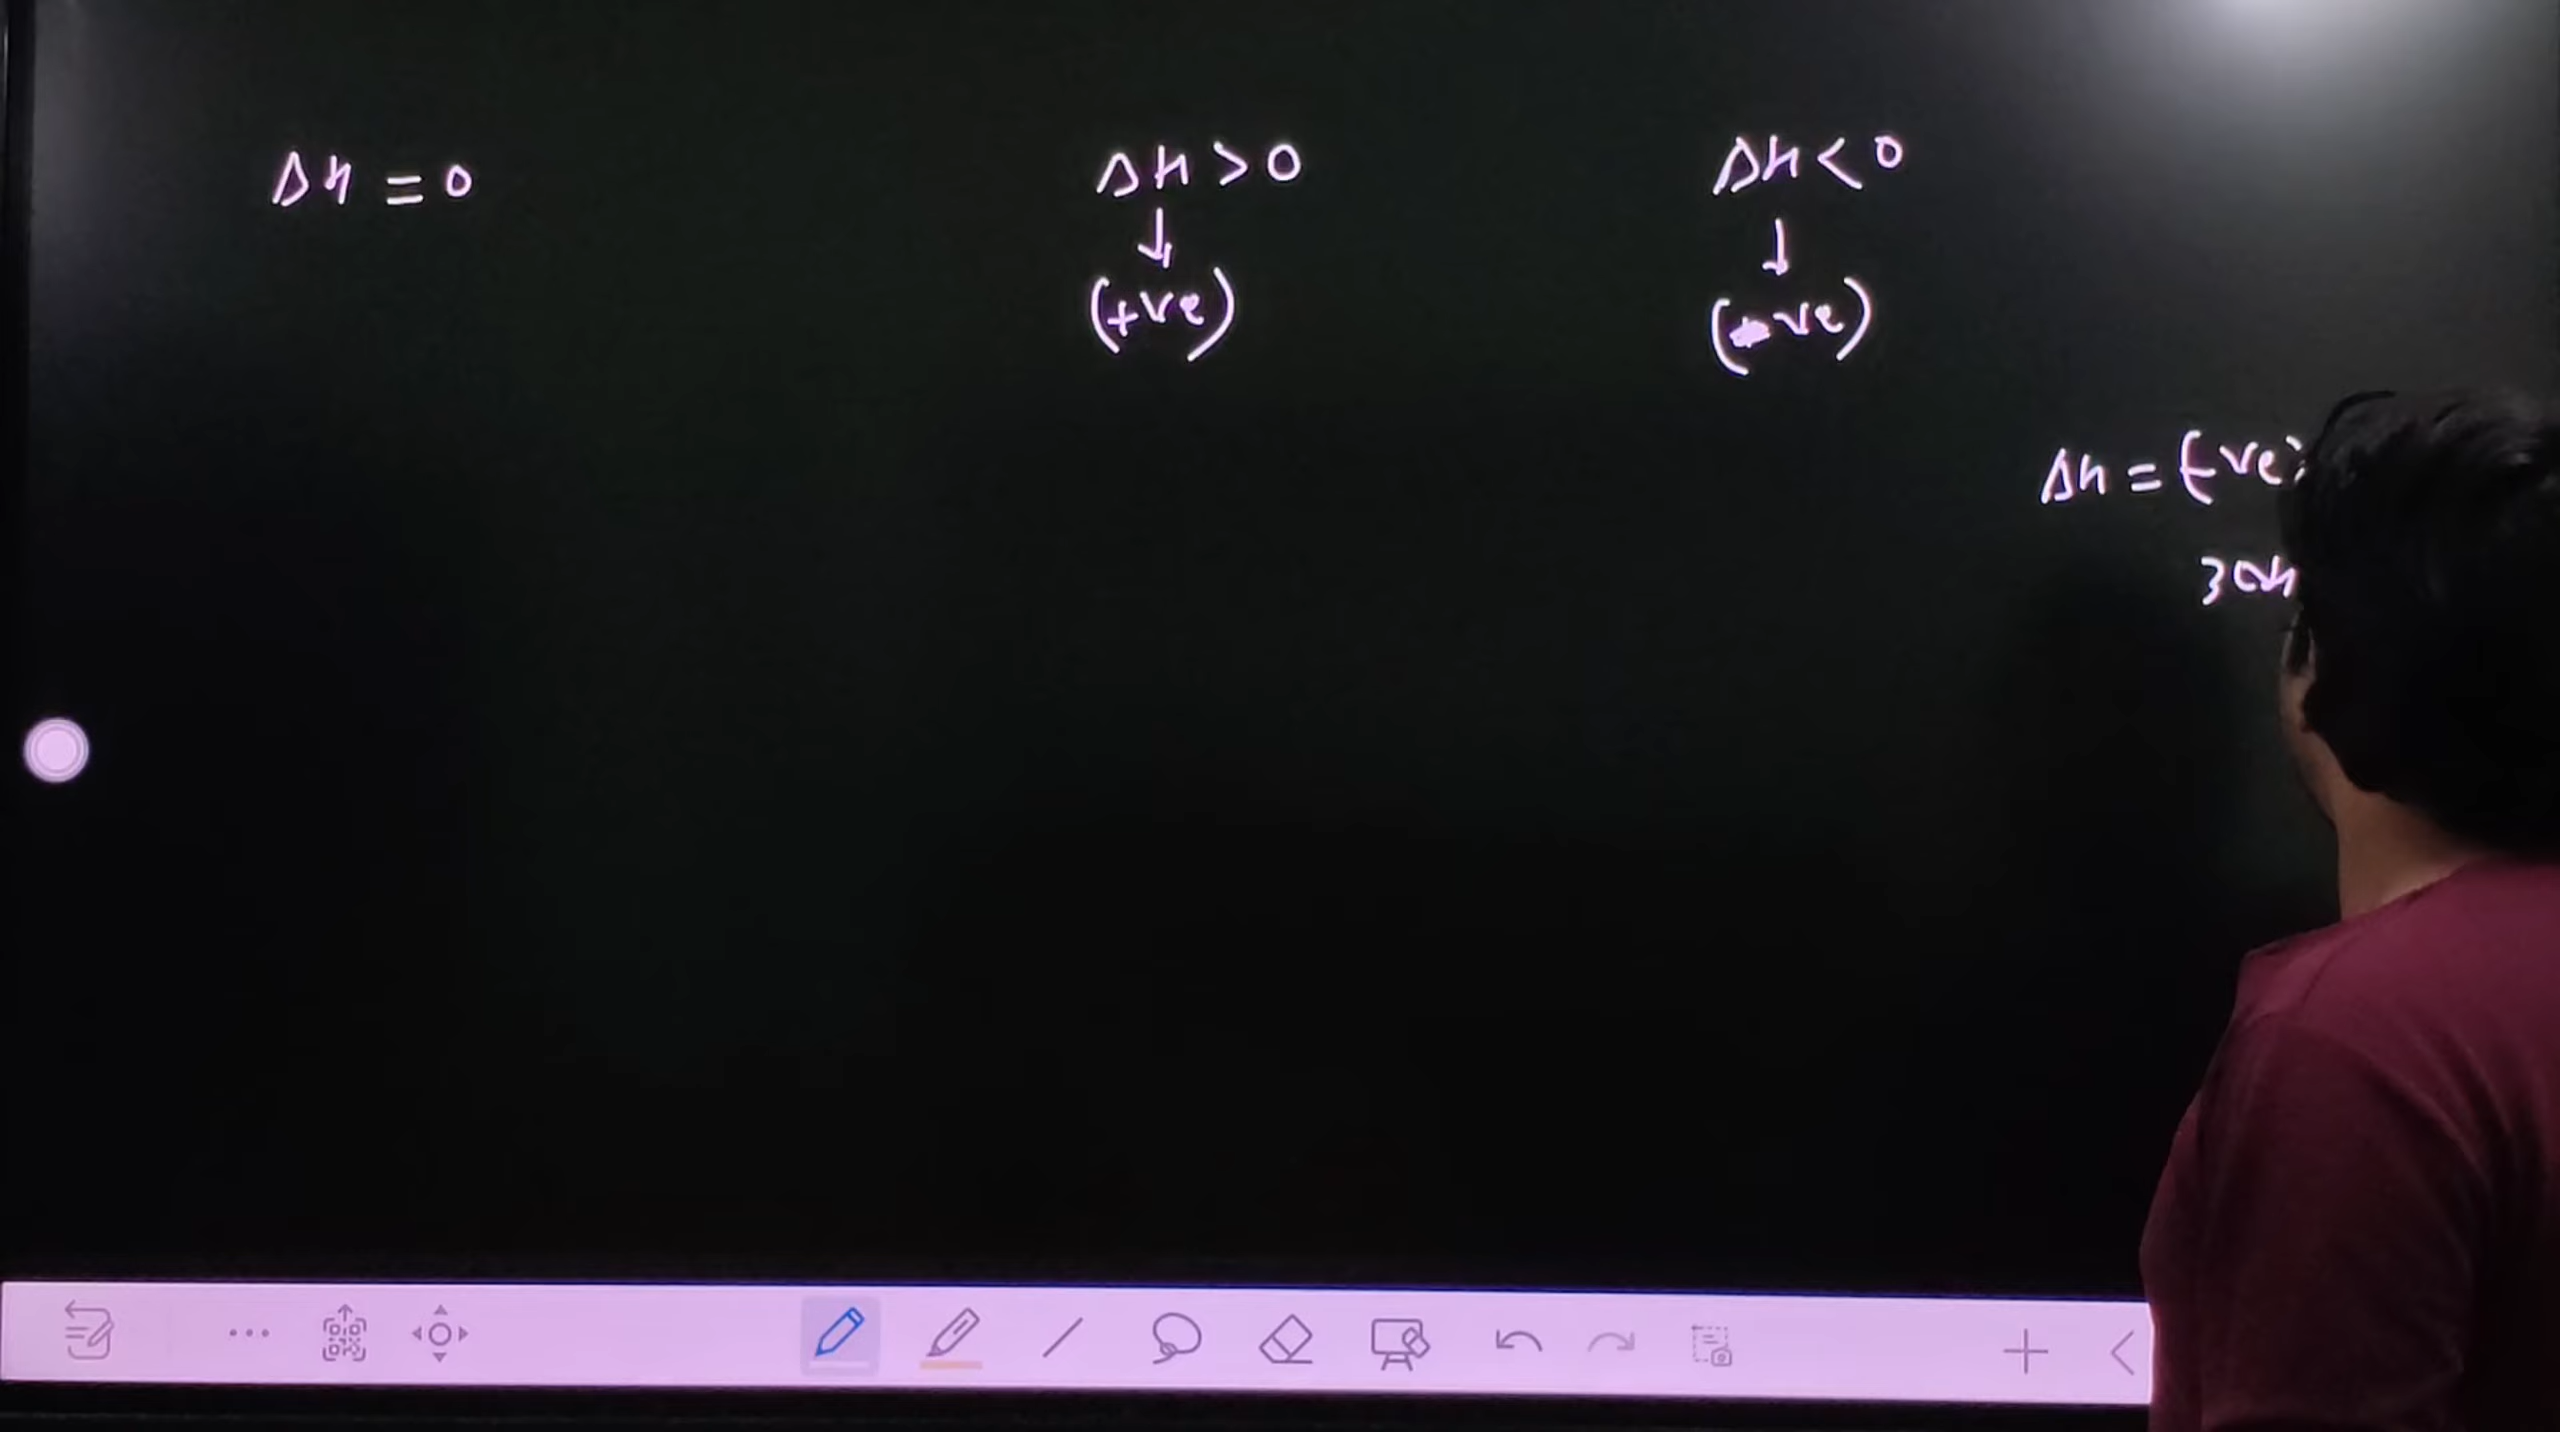 Δn = 0
Δn > 0
↓
(+ve)
Δn < 0
↓
(-ve)
Δn = (-ve)